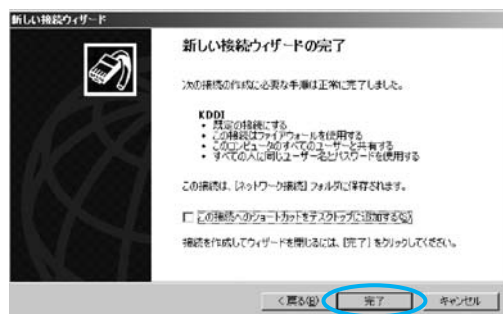 新しい接続ウィザード
新しい接続ウィザードの完了
次の接続の作成に必要な手順は正常に完了しました。
KDDI
• 既定の接続にする
• この接続はファイアウォールを使用する
• このコンピュータのすべてのユーザーと共有する
• すべての人に同じユーザー名とパスワードを使用する
この接続は、[ネットワーク接続] フォルダに保存されます。
この接続へのショートカットをデスクトップに追加する(S)
接続を作成してウィザードを閉じるには、[完了] をクリックしてください。
< 戻る(B) 完了 キャンセル